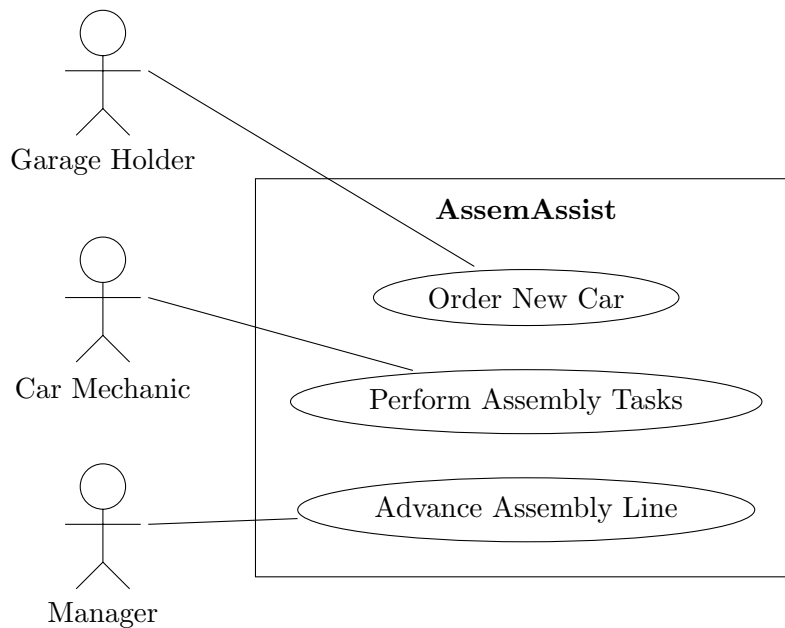 Garage Holder
AssemAssist
Order New Car
Car Mechanic
Perform Assembly Tasks
Advance Assembly Line
Manager